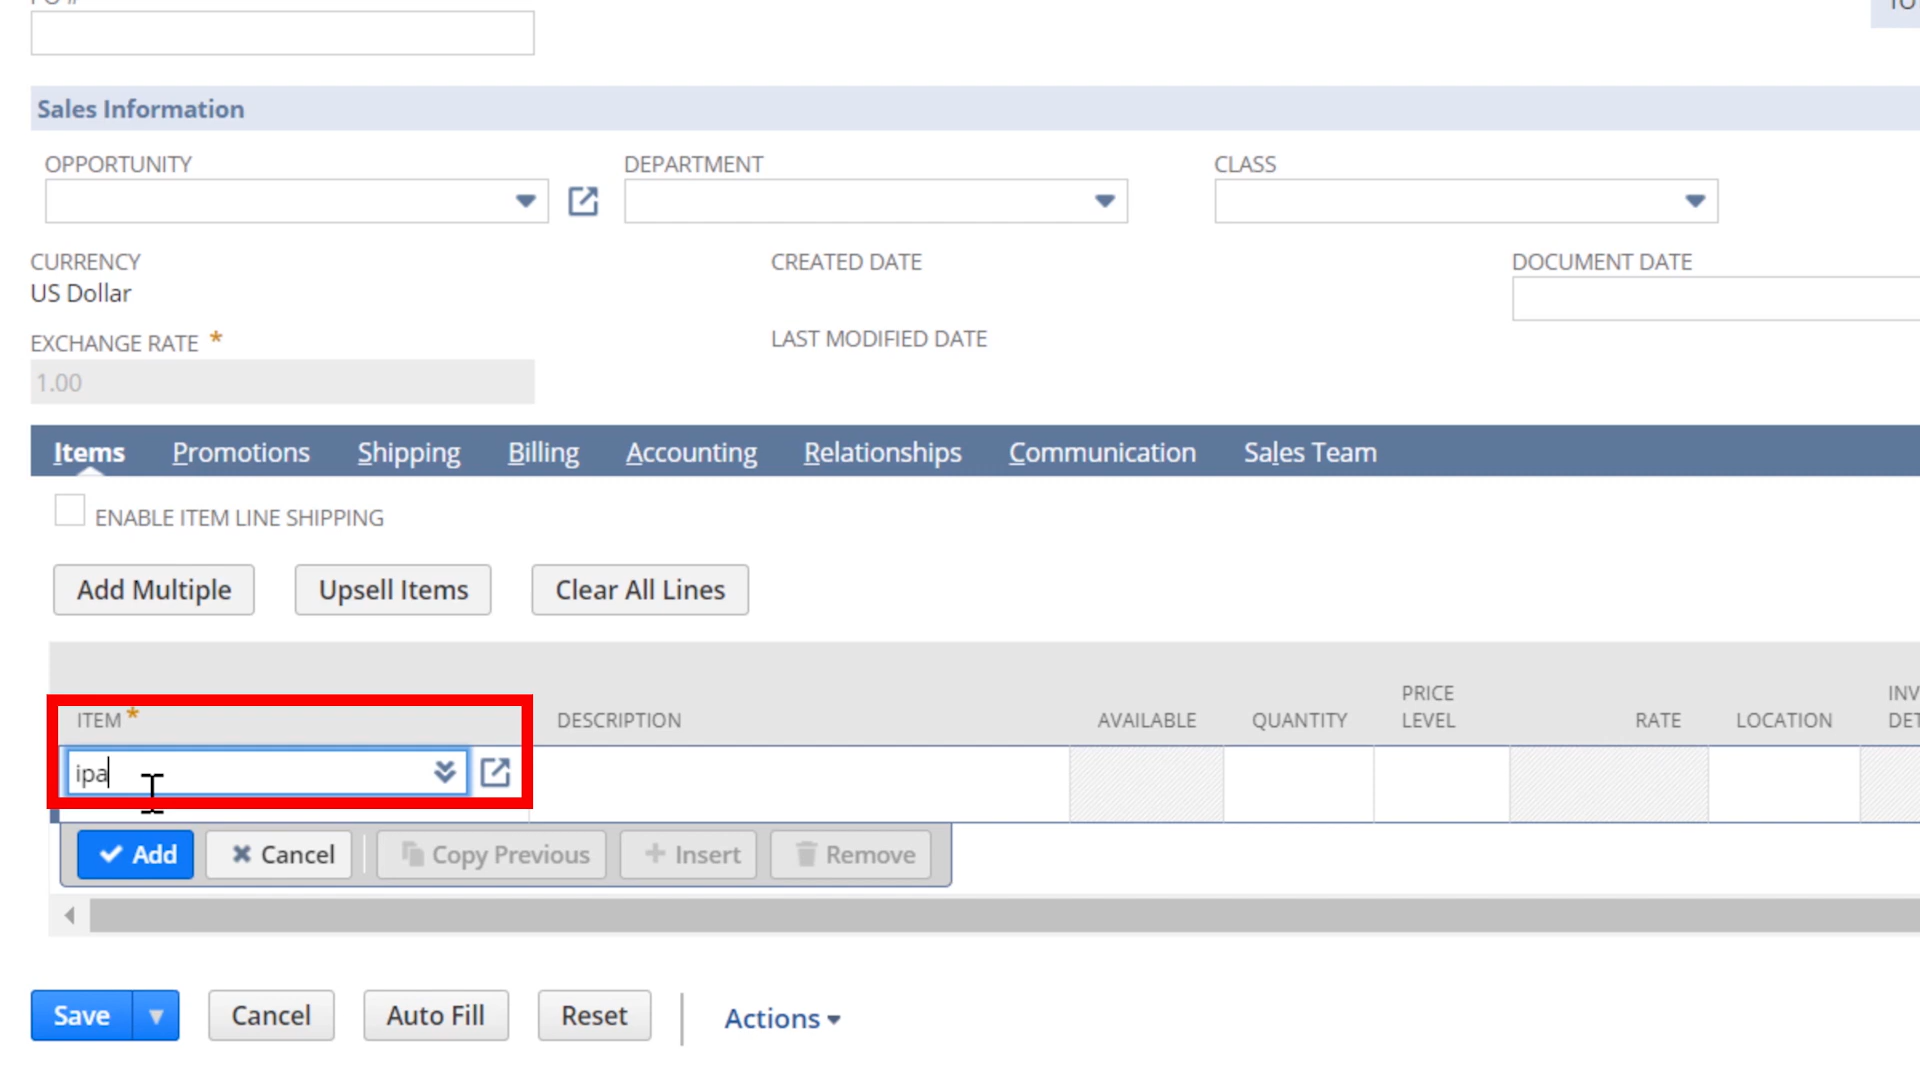 Sales Information
OPPORTUNITY DEPARTMENT CLASS
CURRENCY CREATED DATE DOCUMENT DATE
US Dollar
EXCHANGE RATE * LAST MODIFIED DATE
1.00
Items Promotions Shipping Billing Accounting Relationships Communication Sales Team
ENABLE ITEM LINE SHIPPING
Add Multiple Upsell Items Clear All Lines
ITEM * DESCRIPTION AVAILABLE QUANTITY PRICE LEVEL RATE LOCATION
ipa
Add Cancel Copy Previous Insert Remove
Save Cancel Auto Fill Reset Actions